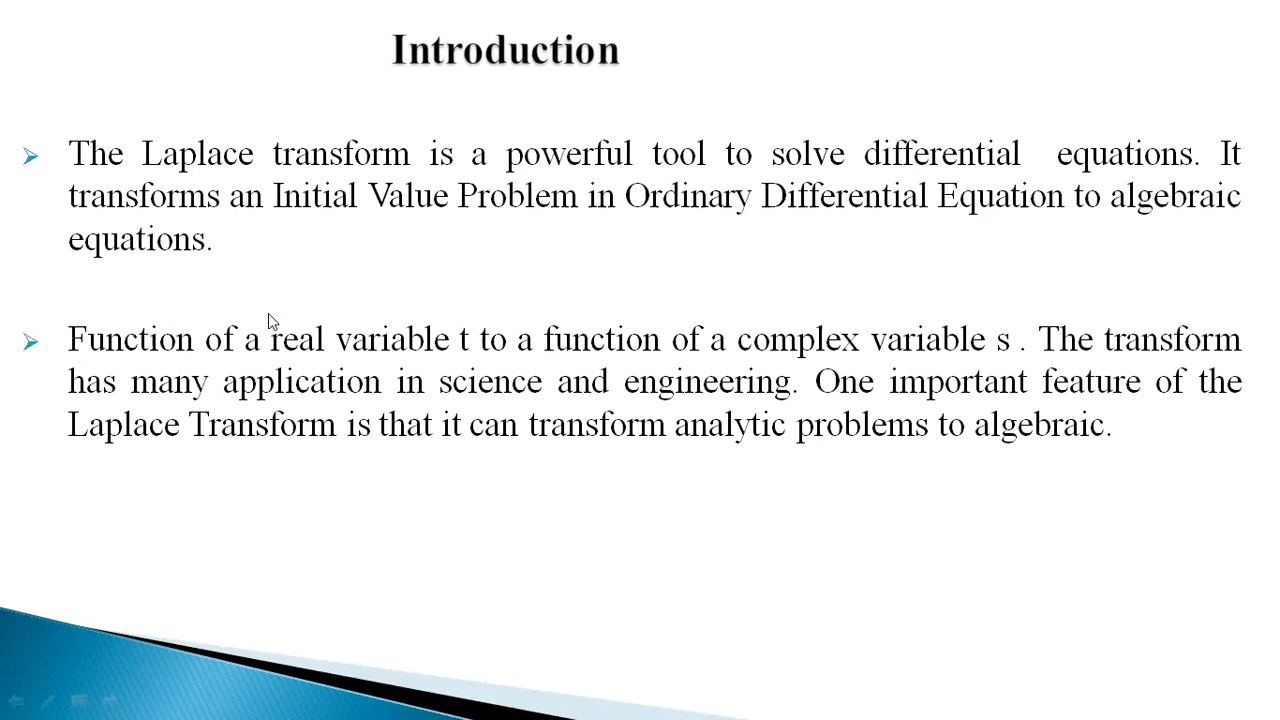 Introduction
The Laplace transform is a powerful tool to solve differential equations. It
transforms an Initial Value Problem in Ordinary Differential Equation to algebraic
equations.
Function of a real variable t to a function of a complex variable s . The transform
has many application in science and engineering. One important feature of the
Laplace Transform is that it can transform analytic problems to algebraic.